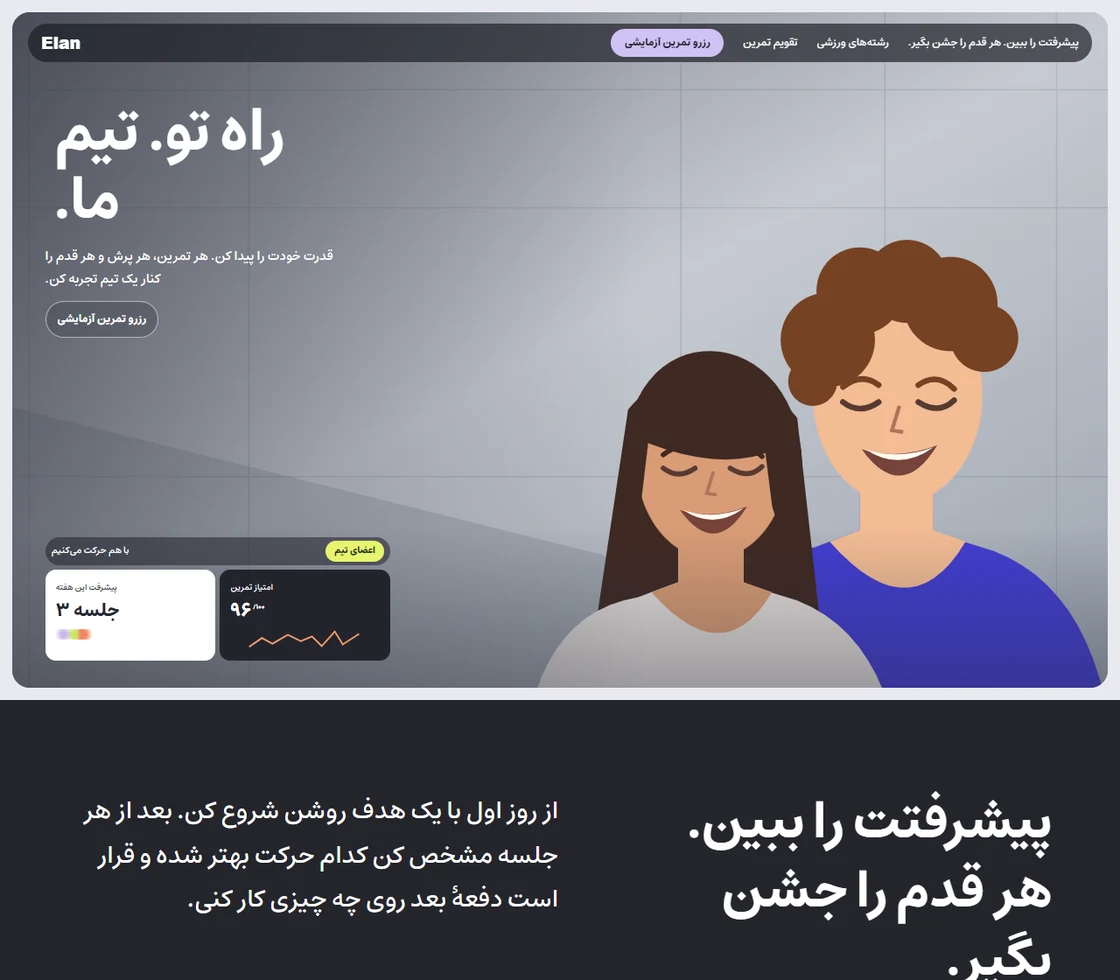 Elan
پیشرفتت را ببین. هر قدم را جشن بگیر.
رشته‌های ورزشی
تقویم تمرین
رزرو تمرین آزمایشی
راه تو. تیم
ما.
قدرت خودت را پیدا کن. هر تمرین، هر پرش و هر قدم را
کنار یک تیم تجربه کن.
رزرو تمرین آزمایشی
اعضای تیم
با هم حرکت می‌کنیم
امتیاز تمرین
۹۶/۱۰۰
پیشرفت این هفته
۳ جلسه
پیشرفتت را ببین.
هر قدم را جشن
بگیر.
از روز اول با یک هدف روشن شروع کن. بعد از هر
جلسه مشخص کن کدام حرکت بهتر شده و قرار
است دفعهٔ بعد روی چه چیزی کار کنی.